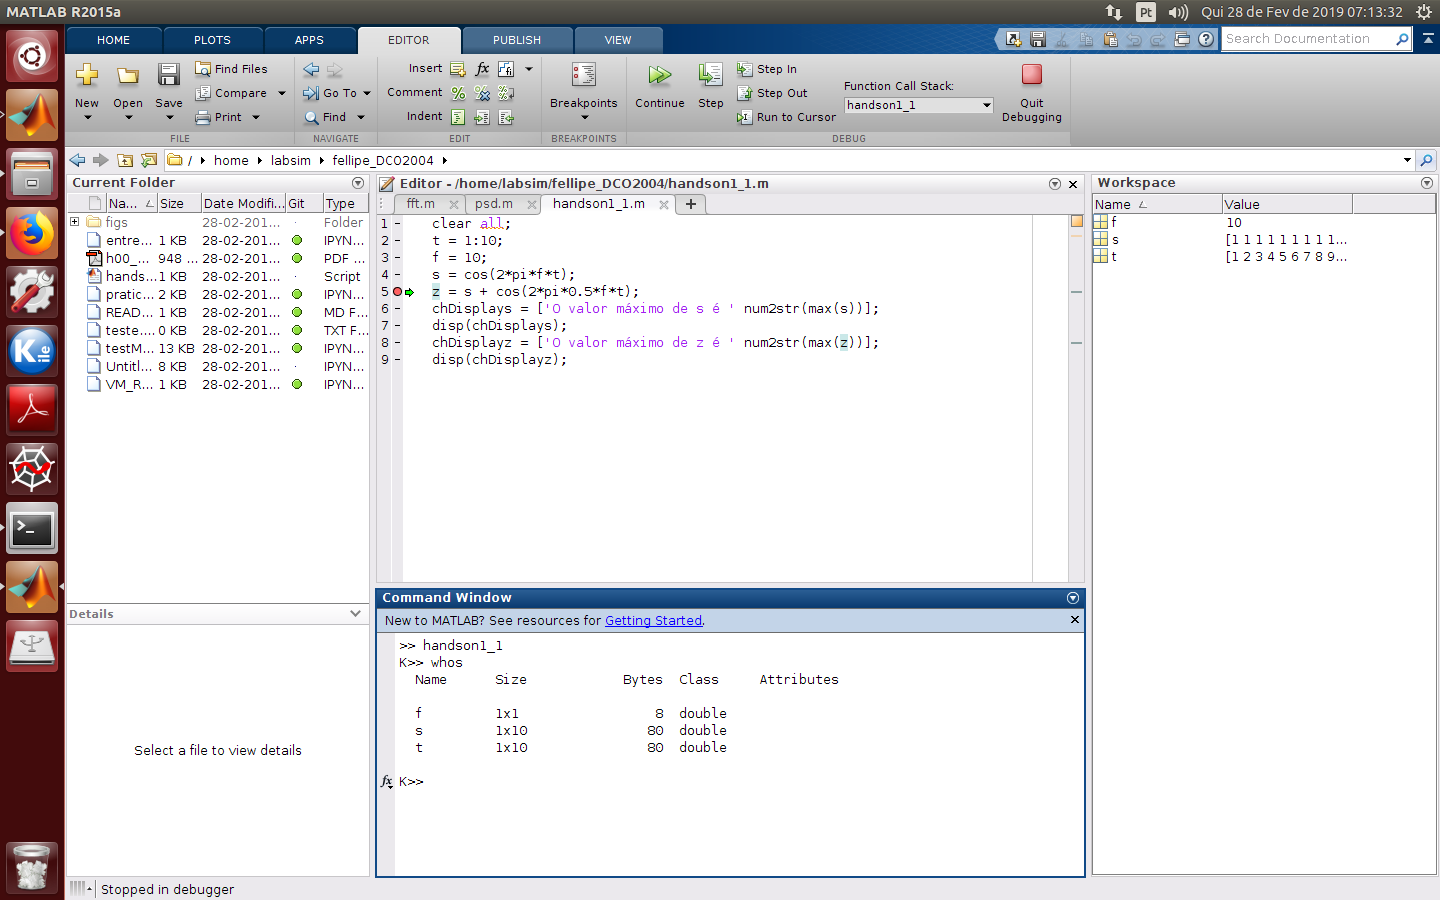 MATLAB R2015a
Pt
Qui 28 de Fev de 2019 07:13:32
HOME PLOTS APPS EDITOR PUBLISH VIEW
Search Documentation
New
Open
Save
Find Files
Compare
Print
FILE
Go To
Find
NAVIGATE
Insert
Comment
Indent
EDIT
Breakpoints
BREAKPOINTS
Continue
Step
Step In
Step Out
Run to Cursor
Function Call Stack:
handson1_1
DEBUG
Quit Debugging
/ home labsim fellipe_DCO2004
Current Folder
Na... Size Date Modifi... Git Type
figs 28-02-201... Folder
entre... 1 KB 28-02-201... IPYN...
h00_... 948 ... 28-02-201... PDF ...
hands... 1 KB 28-02-201... Script
pratic... 2 KB 28-02-201... IPYN...
READ... 1 KB 28-02-201... MD F...
teste.... 0 KB 28-02-201... TXT F...
testM... 13 KB 28-02-201... IPYN...
Untitl... 8 KB 28-02-201... IPYN...
VM_R... 1 KB 28-02-201... IPYN...
Details
Select a file to view details
Editor - /home/labsim/fellipe_DCO2004/handson1_1.m
fft.m psd.m handson1_1.m
1 - clear all;
2 - t = 1:10;
3 - f = 10;
4 - s = cos(2*pi*f*t);
5 z = s + cos(2*pi*0.5*f*t);
6 - chDisplays = ['O valor máximo de s é ' num2str(max(s))];
7 - disp(chDisplays);
8 - chDisplayz = ['O valor máximo de z é ' num2str(max(z))];
9 - disp(chDisplayz);
Command Window
New to MATLAB? See resources for Getting Started.
>> handson1_1
K>> whos
Name Size Bytes Class Attributes
f 1x1 8 double
s 1x10 80 double
t 1x10 80 double
fx K>>
Workspace
Name Value
f 10
s [1 1 1 1 1 1 1 1 1...
t [1 2 3 4 5 6 7 8 9...
Stopped in debugger